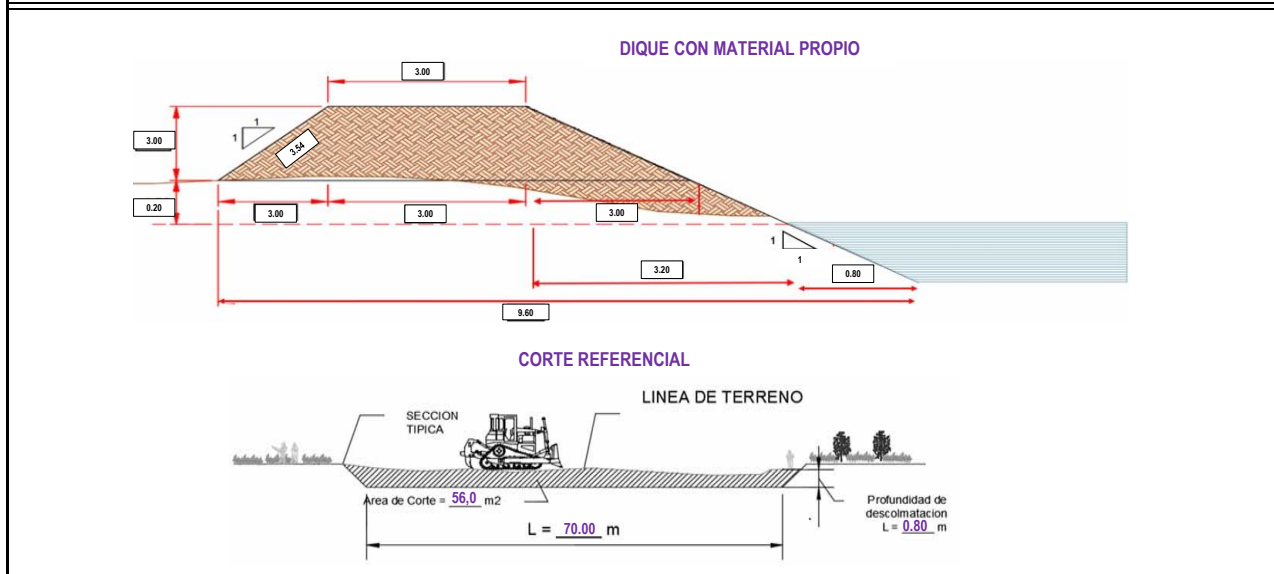 DIQUE CON MATERIAL PROPIO
3.00
1
1
3.00
3.54
0.20
3.00
3.00
3.00
1
1
3.20
0.80
9.60
CORTE REFERENCIAL
LINEA DE TERRENO
SECCION
TIPICA
Area de Corte = 56,0 m2
Profundidad de
descolmatacion
L = 0.80 m
L = 70.00 m